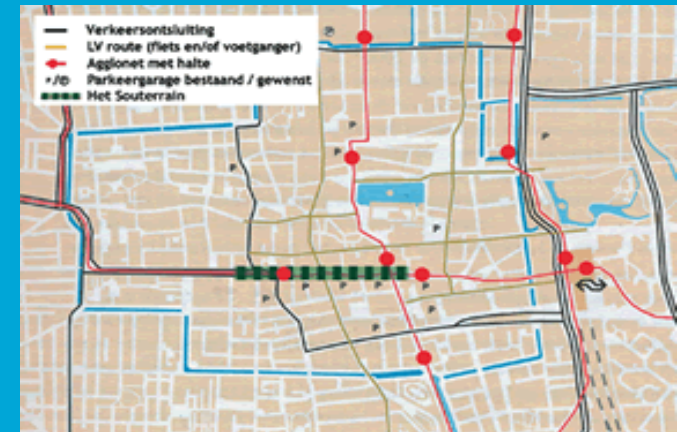 Verkeersontsluiting
LV route (fiets en/of voetganger)
Agglonet met halte
Parkeergarage bestaand / gewenst
Het Souterrain
P
P
P
P
P
P
P
P
P
P
P
P